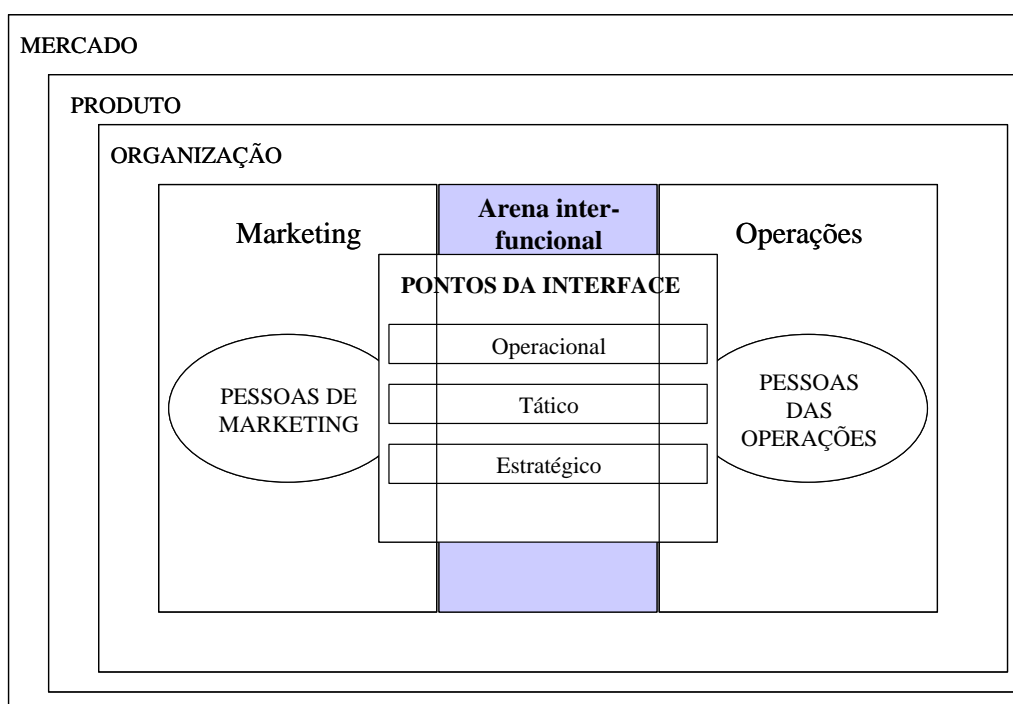 MERCADO
PRODUTO
ORGANIZAÇÃO
Marketing
Arena inter-
funcional
Operações
PONTOS DA INTERFACE
Operacional
Tático
Estratégico
PESSOAS DE
MARKETING
PESSOAS
DAS
OPERAÇÕES